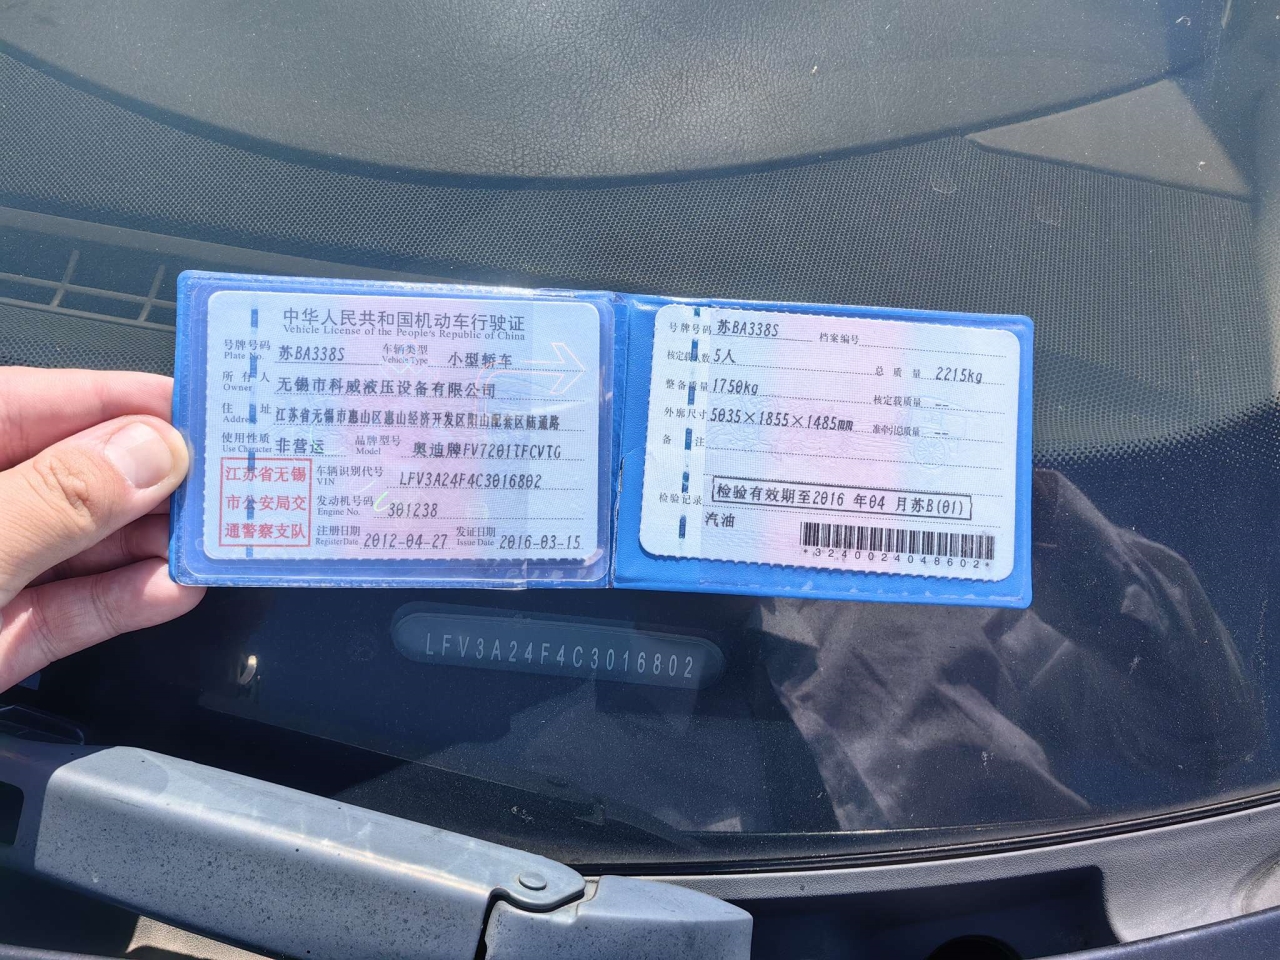 中华人民共和国机动车行驶证
Vehicle License of the People's Republic of China
号牌号码 苏BA338S 车辆类型 小型轿车
Plate No. Vehicle Type
所有人 无锡市科威液压设备有限公司
Owner
住址 江苏省无锡市惠山区惠山经济开发区阳山配套区陆通路
Address
使用性质 非营运 品牌型号 奥迪牌FV7201TFCVTG
Use Character Model
江苏省无锡
市公安局交
通警察支队
车辆识别代号 LFV3A24F4C3016802
VIN
发动机号码 301238
Engine No.
注册日期 2012-04-27 发证日期 2016-03-15
Register Date Issue Date
号牌号码 苏BA338S 档案编号
核定载人数 5人 总质量 2215kg
整备质量 1750kg 核定载质量 --
外廓尺寸 5035×1855×1485mm 准牵引总质量 --
备注
检验记录 检验有效期至2016 年04 月苏B(01)
汽油
*3240024048602*
LFV3A24F4C3016802